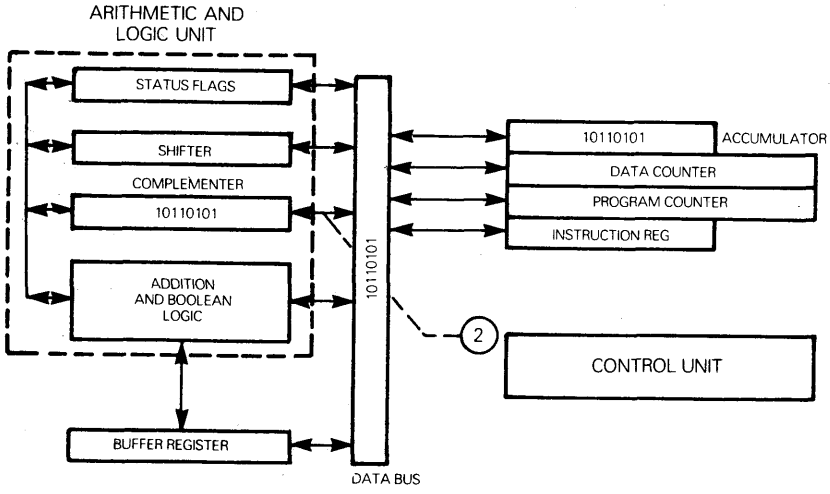 ARITHMETIC AND
LOGIC UNIT
STATUS FLAGS
SHIFTER
COMPLEMENTER
10110101
ADDITION
AND BOOLEAN
LOGIC
BUFFER REGISTER
10110101
DATA BUS
10110101
ACCUMULATOR
DATA COUNTER
PROGRAM COUNTER
INSTRUCTION REG
2
CONTROL UNIT